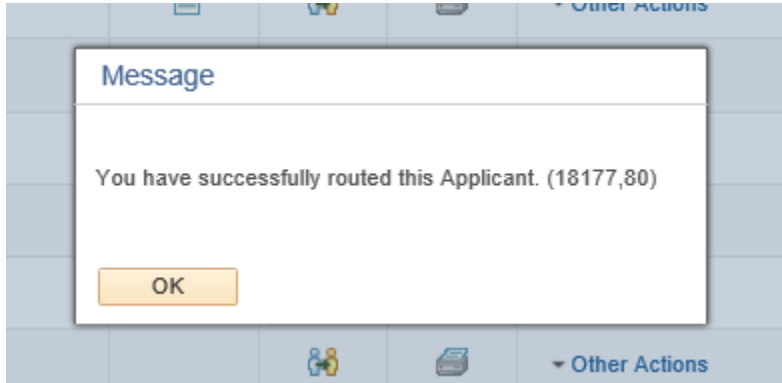 Other Actions
Message
You have successfully routed this Applicant. (18177,80)
OK
Other Actions